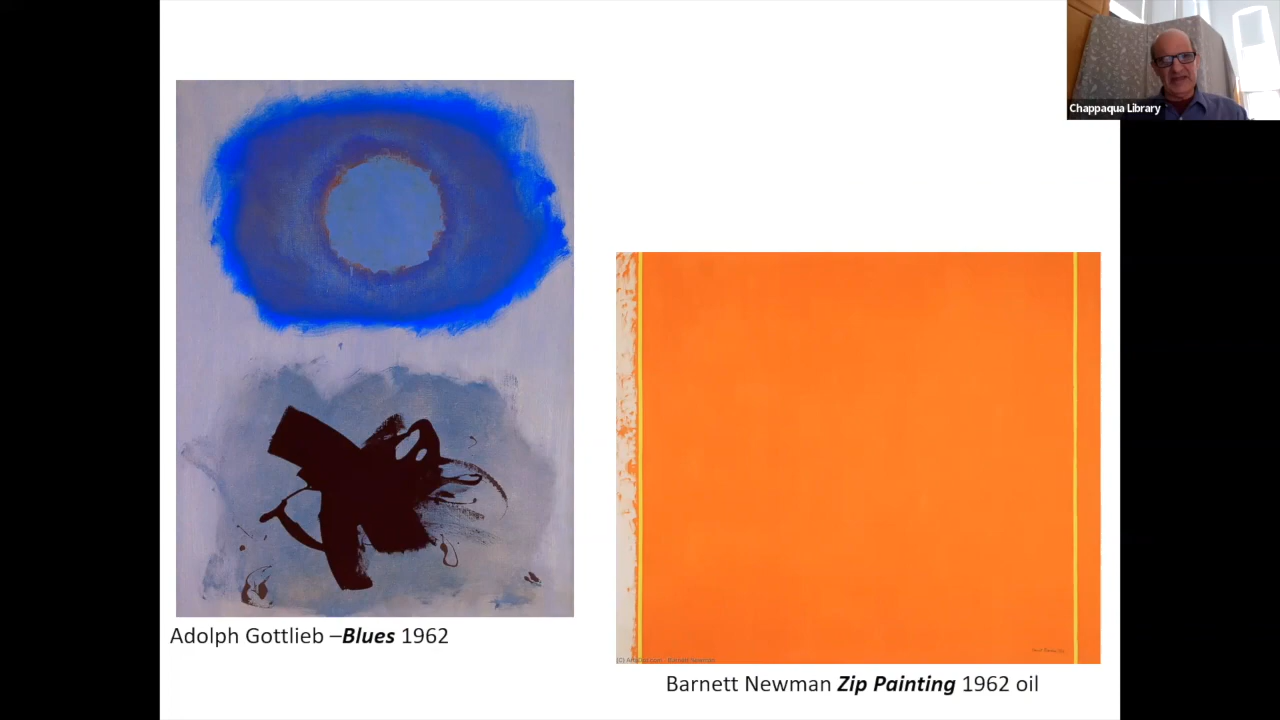 Chappaqua Library
Adolph Gottlieb –Blues 1962
Barnett Newman Zip Painting 1962 oil